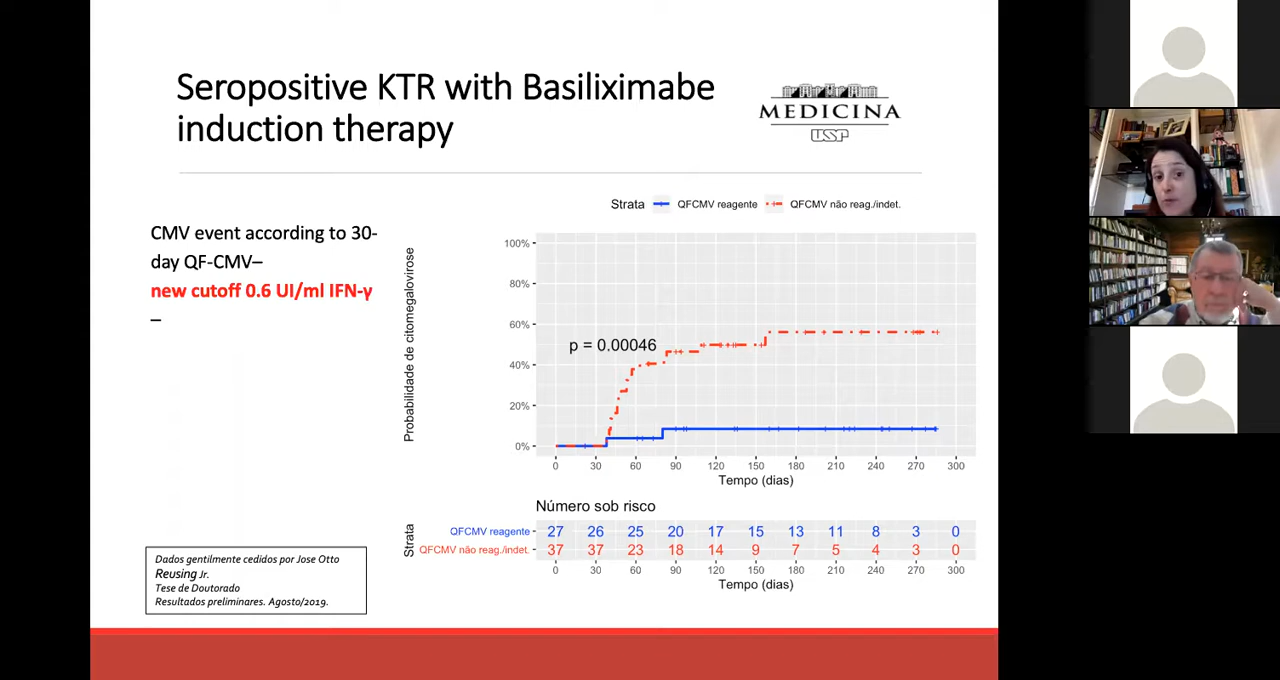 Seropositive KTR with Basiliximabe
induction therapy
MEDICINA
USP
CMV event according to 30-
day QF-CMV–
new cutoff 0.6 UI/ml IFN-γ
–
Strata QFCMV reagente QFCMV não reag./indet.
Probabilidade de citomegalovirose
100%
80%
60%
40%
20%
0%
p = 0.00046
0 30 60 90 120 150 180 210 240 270 300
Tempo (dias)
Número sob risco
Strata
QFCMV reagente 27 26 25 20 17 15 13 11 8 3 0
QFCMV não reag./indet. 37 37 23 18 14 9 7 5 4 3 0
0 30 60 90 120 150 180 210 240 270 300
Tempo (dias)
Dados gentilmente cedidos por Jose Otto
Reusing Jr.
Tese de Doutorado
Resultados preliminares. Agosto/2019.